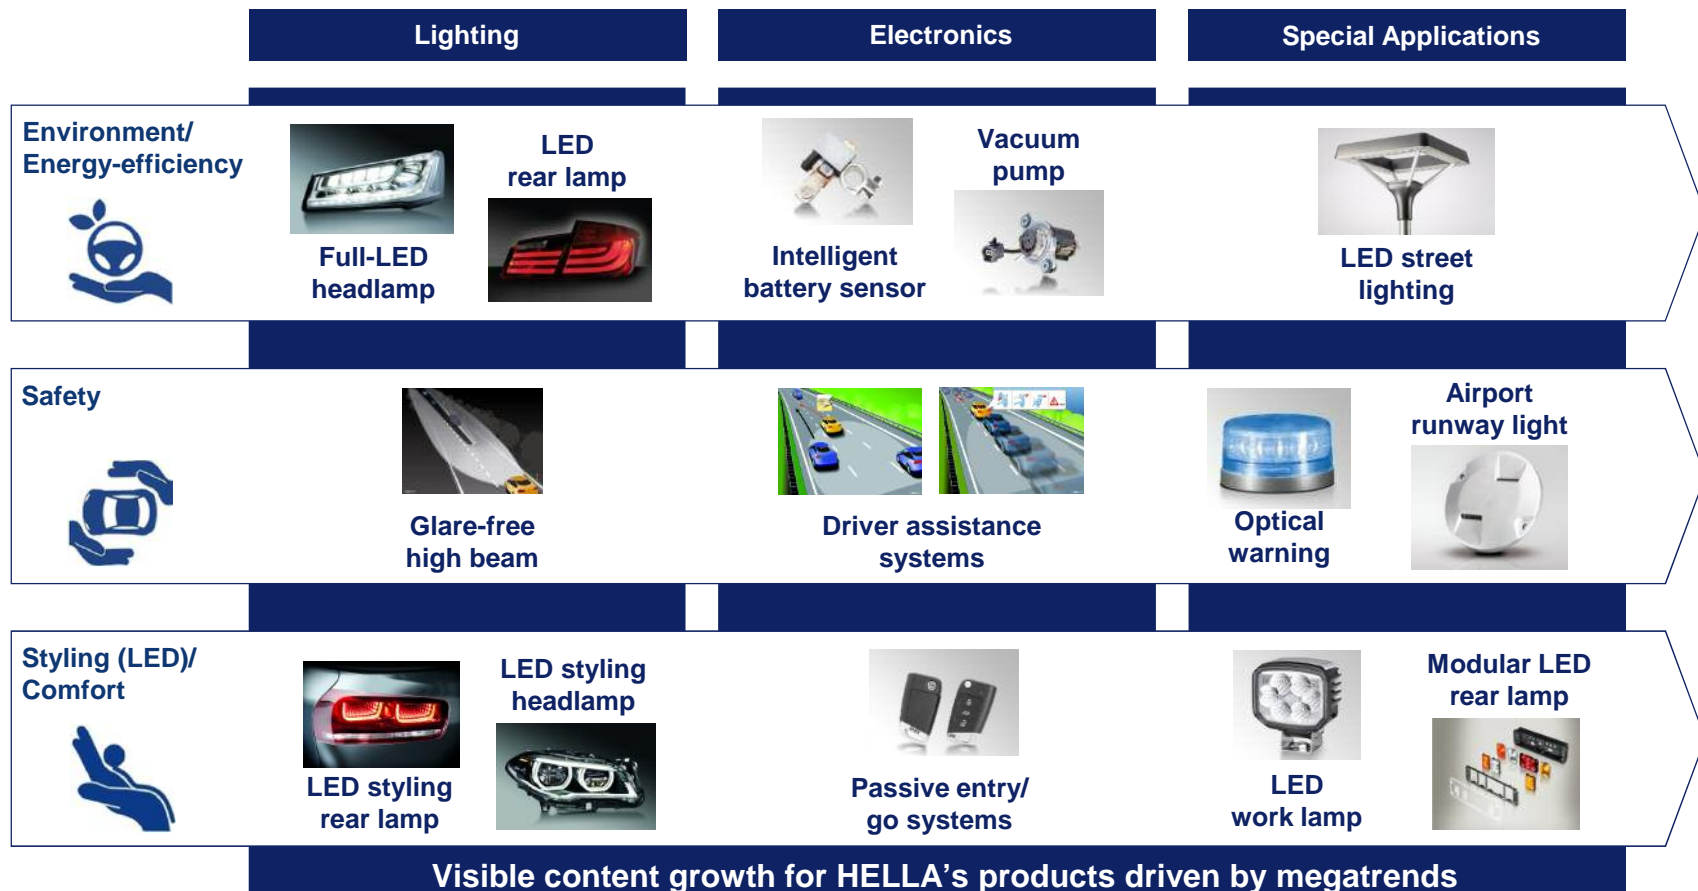 Lighting
Electronics
Special Applications
Environment/
Energy-efficiency
Full-LED
headlamp
LED
rear lamp
Intelligent
battery sensor
Vacuum
pump
LED street
lighting
Safety
Glare-free
high beam
Driver assistance
systems
Optical
warning
Airport
runway light
Styling (LED)/
Comfort
LED styling
rear lamp
LED styling
headlamp
Passive entry/
go systems
LED
work lamp
Modular LED
rear lamp
Visible content growth for HELLA's products driven by megatrends